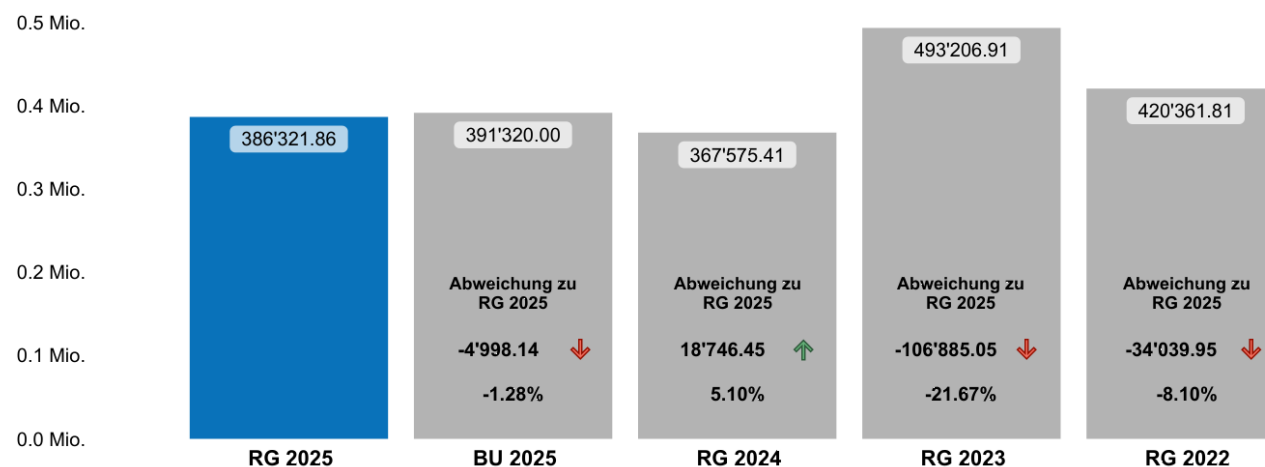 0.5 Mio.
0.4 Mio.
0.3 Mio.
0.2 Mio.
0.1 Mio.
0.0 Mio.
386'321.86
RG 2025
391'320.00
Abweichung zu
RG 2025
-4'998.14
-1.28%
BU 2025
367'575.41
Abweichung zu
RG 2025
18'746.45
5.10%
RG 2024
493'206.91
Abweichung zu
RG 2025
-106'885.05
-21.67%
RG 2023
420'361.81
Abweichung zu
RG 2025
-34'039.95
-8.10%
RG 2022